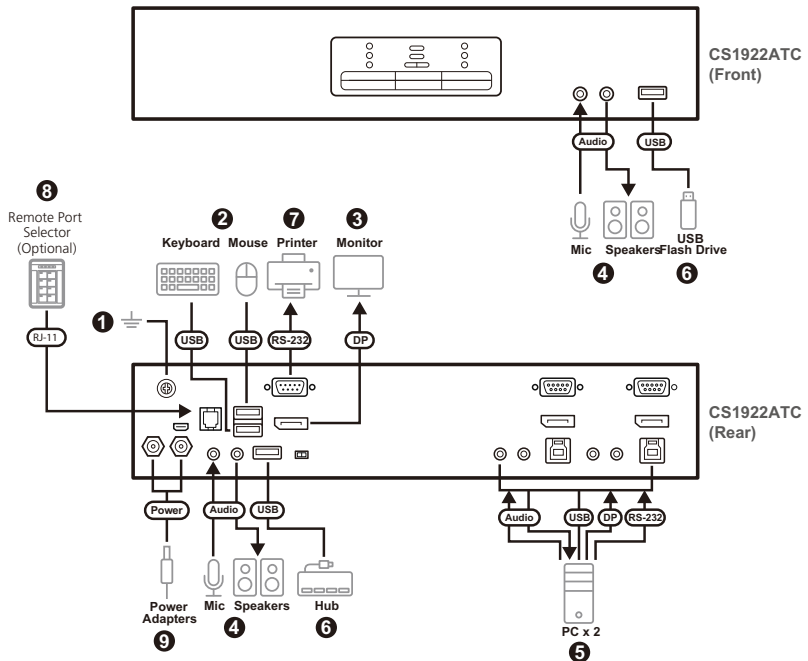 CS1922ATC
(Front)
Audio
USB
Mic
Speakers
USB
Flash Drive
4
6
8
Remote Port
Selector
(Optional)
RJ-11
2
7
3
Keyboard
Mouse
Printer
Monitor
1
USB
USB
RS-232
DP
CS1922ATC
(Rear)
Power
Audio
USB
Audio
USB
DP
RS-232
Power
Adapters
Mic
Speakers
Hub
PC x 2
9
4
6
5